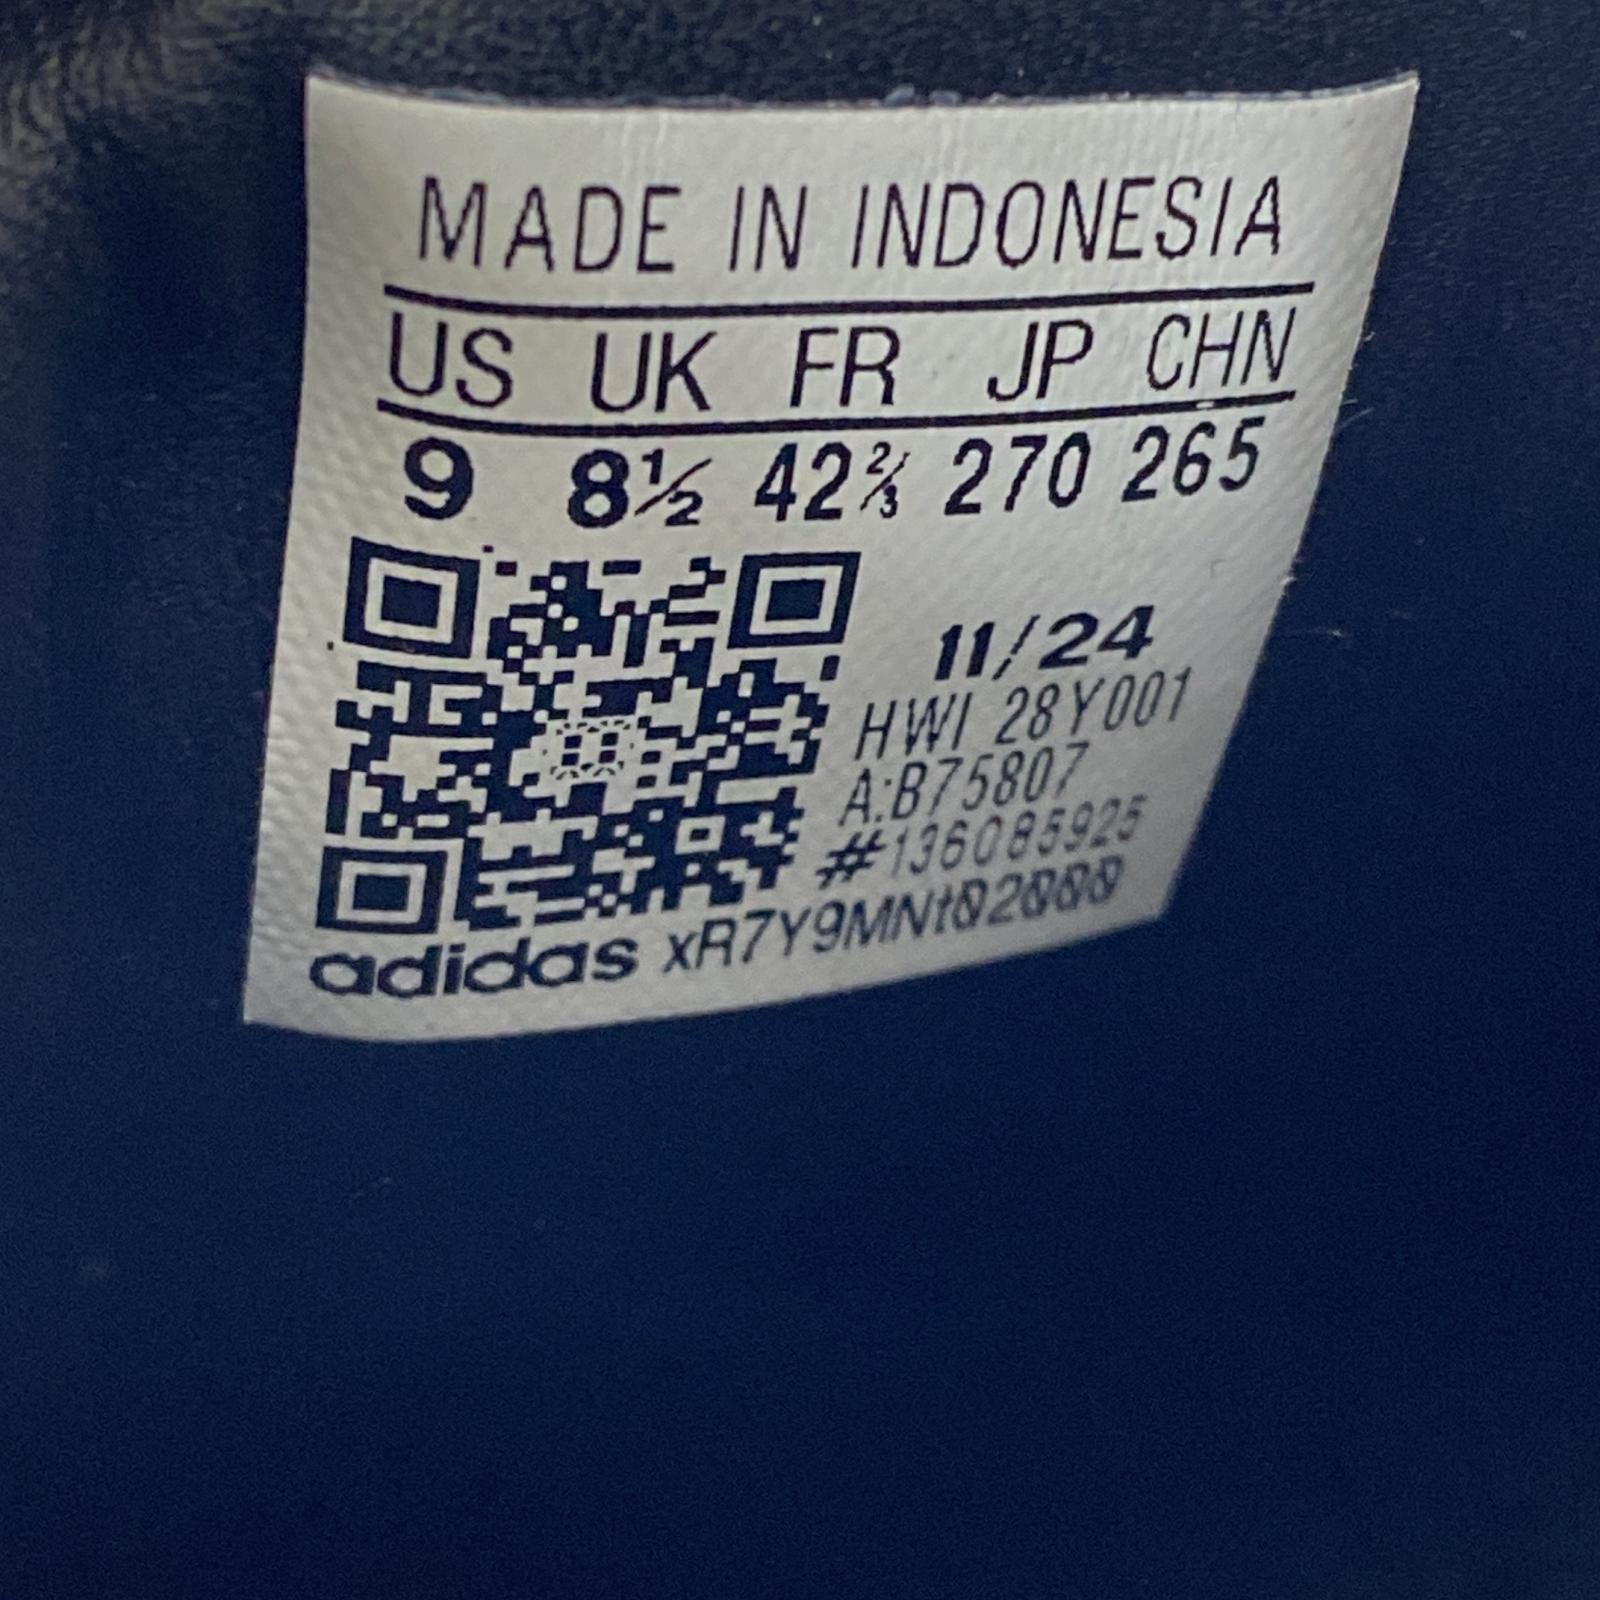 MADE IN INDONESIA
US UK FR JP CHN
9 8½ 42⅔ 270 265
11/24
HWI 28Y001
A:B75807
#136085925
adidas xR7Y9MNt02000